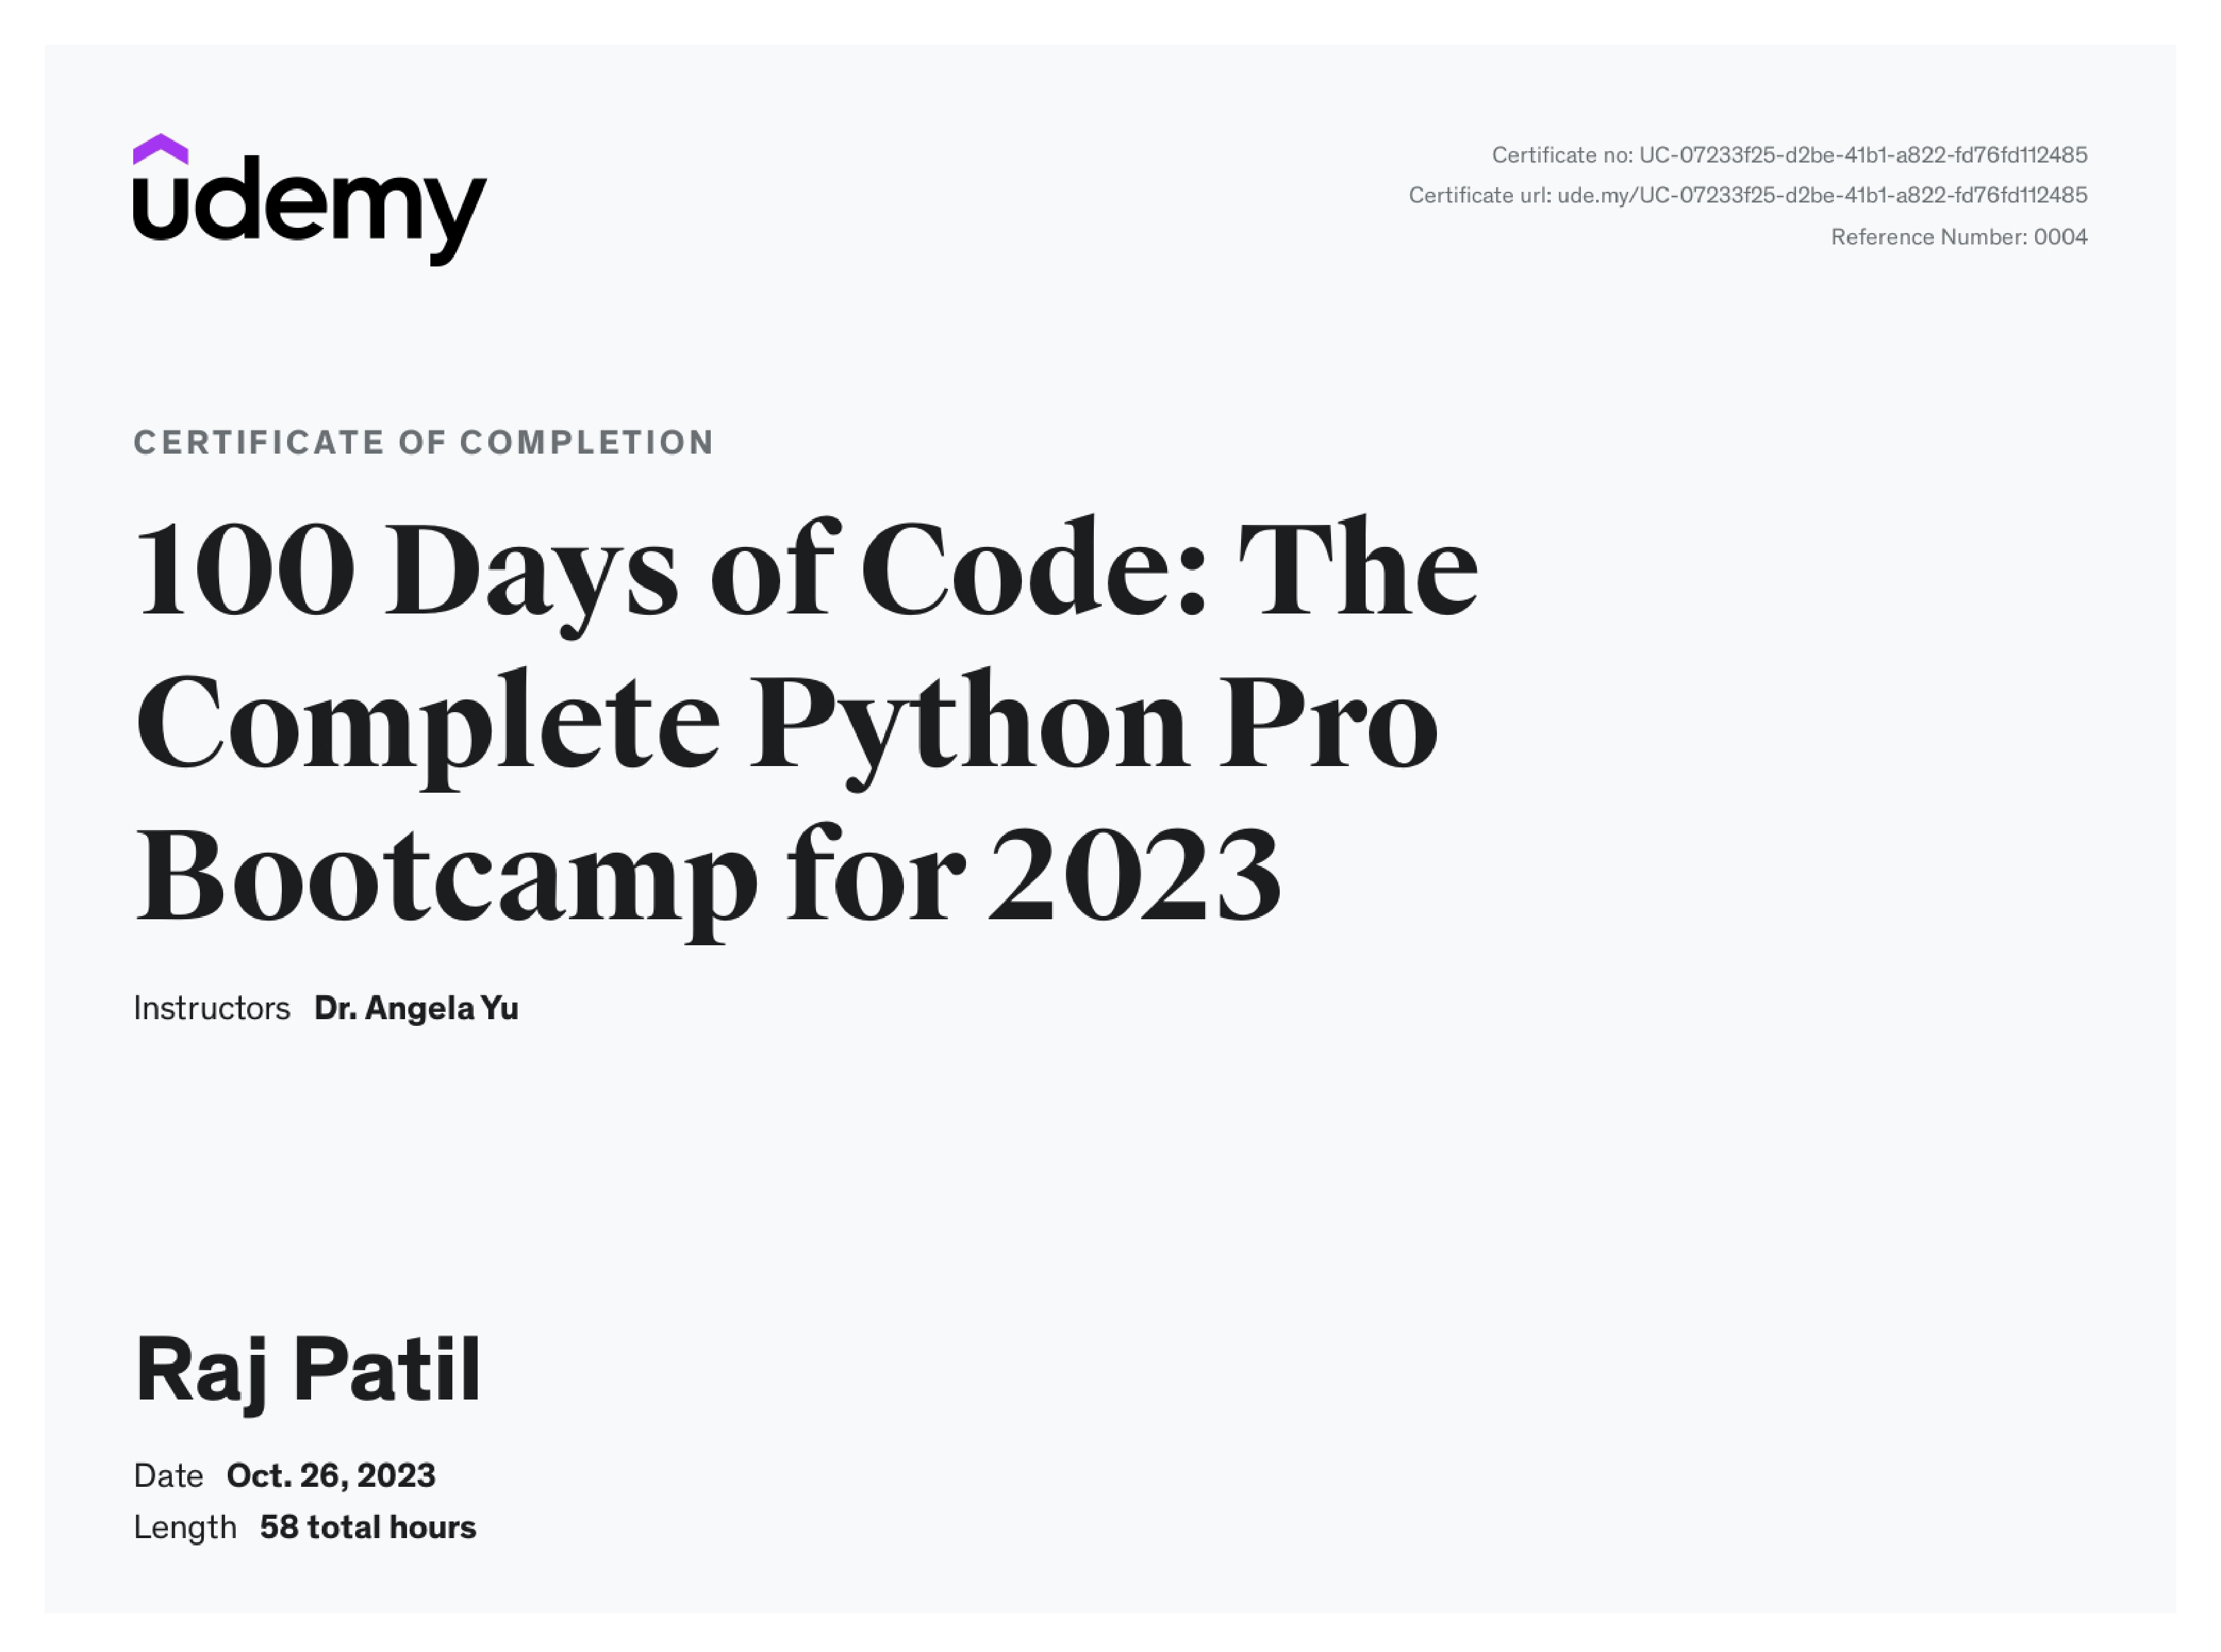 udemy
Certificate no: UC-07233f25-d2be-41b1-a822-fd76fd112485
Certificate url: ude.my/UC-07233f25-d2be-41b1-a822-fd76fd112485
Reference Number: 0004
CERTIFICATE OF COMPLETION
100 Days of Code: The
Complete Python Pro
Bootcamp for 2023
Instructors Dr. Angela Yu
Raj Patil
Date Oct. 26, 2023
Length 58 total hours